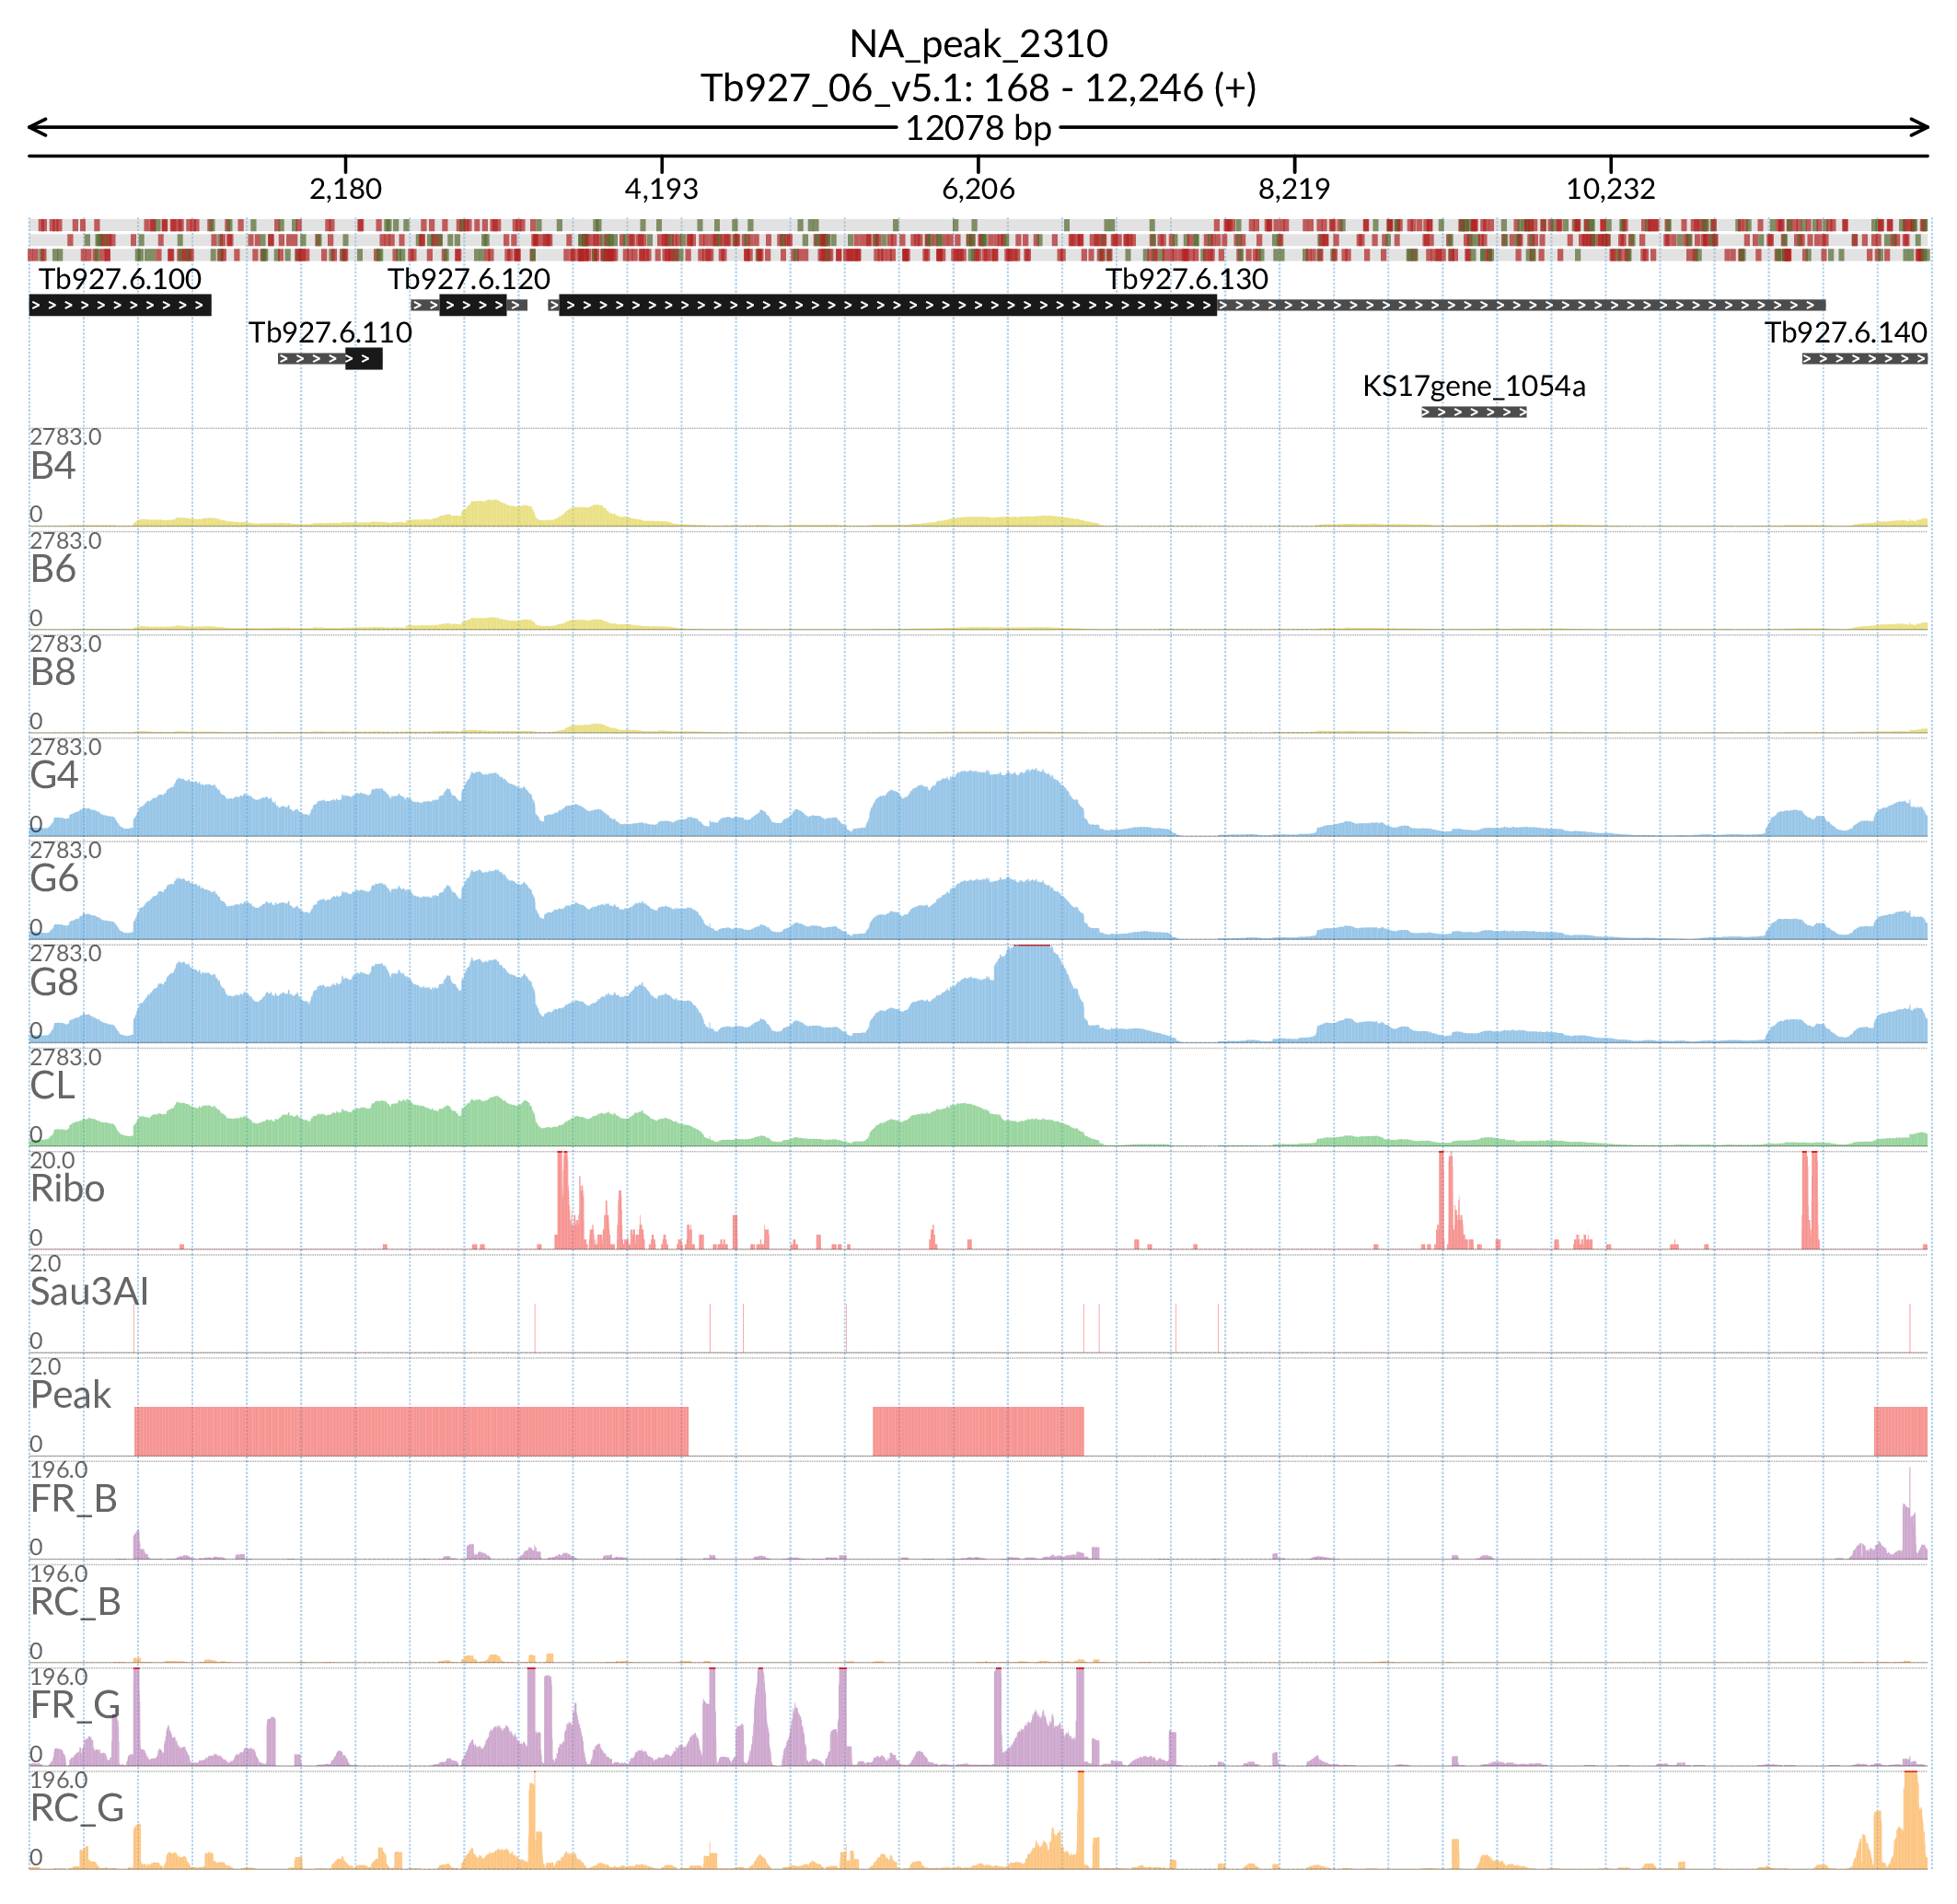 NA_peak_2310
Tb927_06_v5.1: 168 - 12,246 (+)
12078 bp
2,180 4,193 6,206 8,219 10,232
Tb927.6.100 Tb927.6.120 Tb927.6.130
Tb927.6.110 Tb927.6.140
KS17gene_1054a
2783.0
B4
0
2783.0
B6
0
2783.0
B8
0
2783.0
G4
0
2783.0
G6
0
2783.0
G8
0
2783.0
CL
0
20.0
Ribo
0
2.0
Sau3AI
0
2.0
Peak
0
196.0
FR_B
0
196.0
RC_B
0
196.0
FR_G
0
196.0
RC_G
0